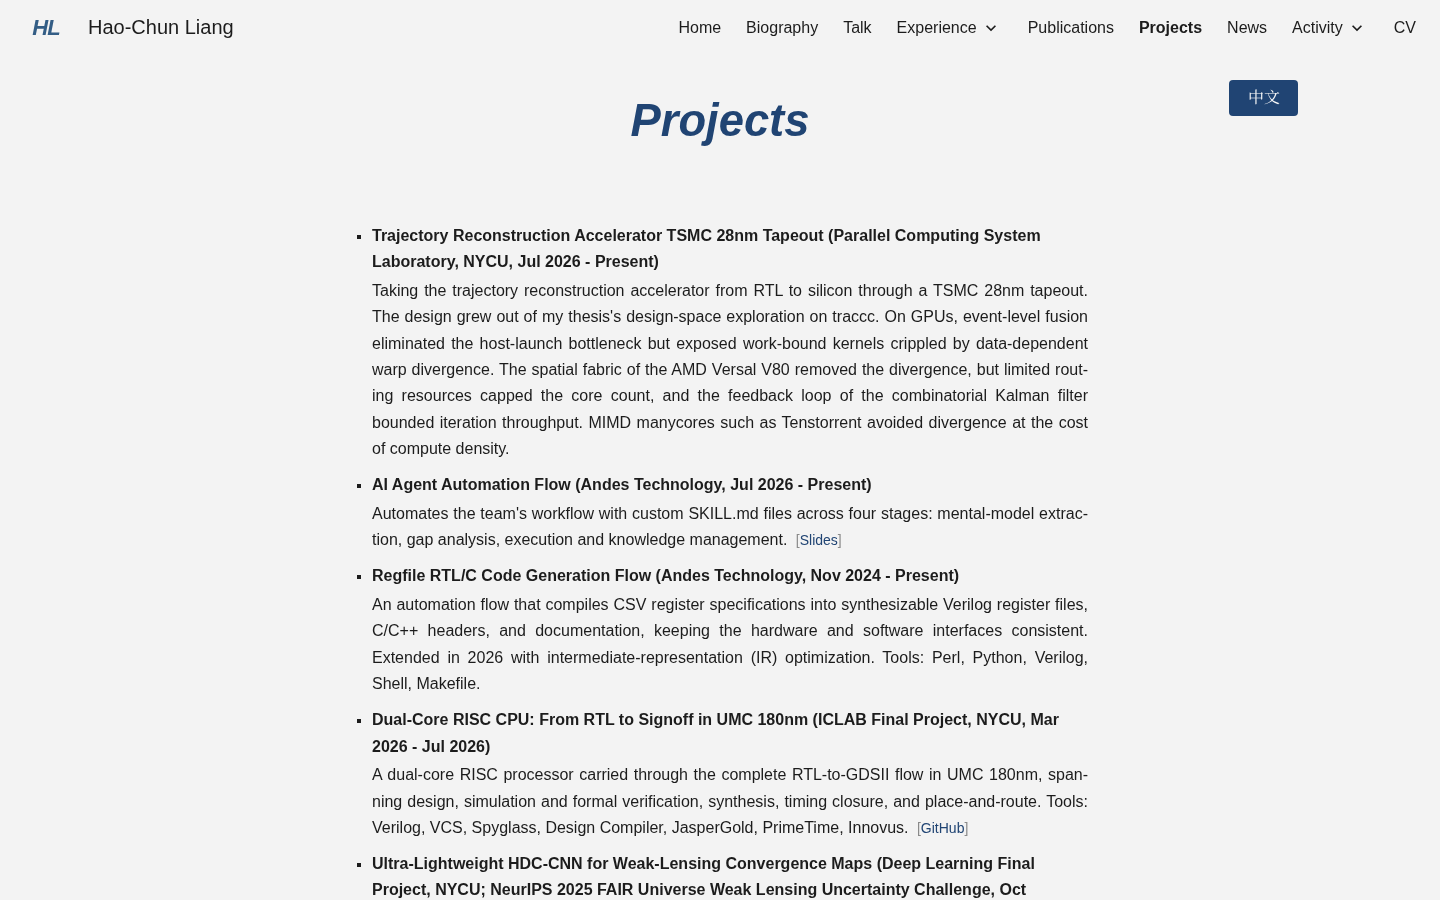 HL Hao-Chun Liang Home Biography Talk Experience Publications Projects News Activity CV
中文
Projects
Trajectory Reconstruction Accelerator TSMC 28nm Tapeout (Parallel Computing System
Laboratory, NYCU, Jul 2026 - Present)
Taking the trajectory reconstruction accelerator from RTL to silicon through a TSMC 28nm tapeout.
The design grew out of my thesis's design-space exploration on traccc. On GPUs, event-level fusion
eliminated the host-launch bottleneck but exposed work-bound kernels crippled by data-dependent
warp divergence. The spatial fabric of the AMD Versal V80 removed the divergence, but limited rout-
ing resources capped the core count, and the feedback loop of the combinatorial Kalman filter
bounded iteration throughput. MIMD manycores such as Tenstorrent avoided divergence at the cost
of compute density.
AI Agent Automation Flow (Andes Technology, Jul 2026 - Present)
Automates the team's workflow with custom SKILL.md files across four stages: mental-model extrac-
tion, gap analysis, execution and knowledge management. [Slides]
Regfile RTL/C Code Generation Flow (Andes Technology, Nov 2024 - Present)
An automation flow that compiles CSV register specifications into synthesizable Verilog register files,
C/C++ headers, and documentation, keeping the hardware and software interfaces consistent.
Extended in 2026 with intermediate-representation (IR) optimization. Tools: Perl, Python, Verilog,
Shell, Makefile.
Dual-Core RISC CPU: From RTL to Signoff in UMC 180nm (ICLAB Final Project, NYCU, Mar
2026 - Jul 2026)
A dual-core RISC processor carried through the complete RTL-to-GDSII flow in UMC 180nm, span-
ning design, simulation and formal verification, synthesis, timing closure, and place-and-route. Tools:
Verilog, VCS, Spyglass, Design Compiler, JasperGold, PrimeTime, Innovus. [GitHub]
Ultra-Lightweight HDC-CNN for Weak-Lensing Convergence Maps (Deep Learning Final
Project, NYCU; NeurIPS 2025 FAIR Universe Weak Lensing Uncertainty Challenge, Oct